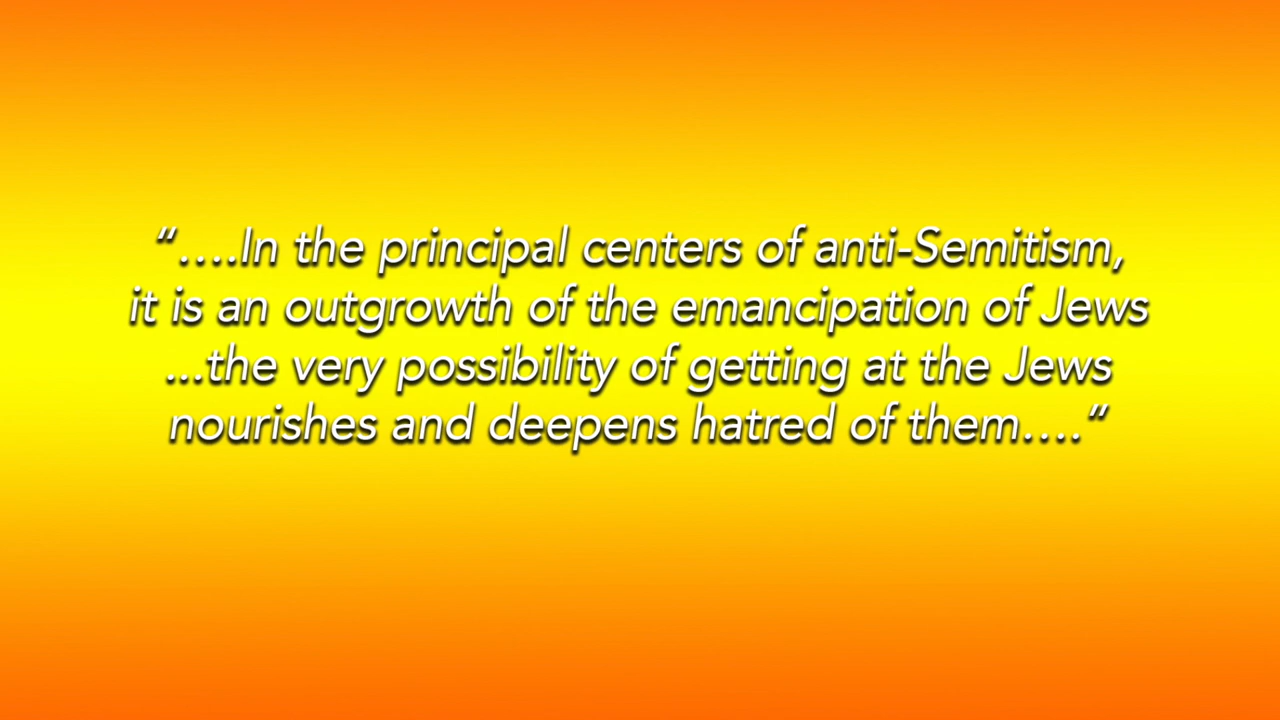 “....In the principal centers of anti-Semitism,
it is an outgrowth of the emancipation of Jews
...the very possibility of getting at the Jews
nourishes and deepens hatred of them....”